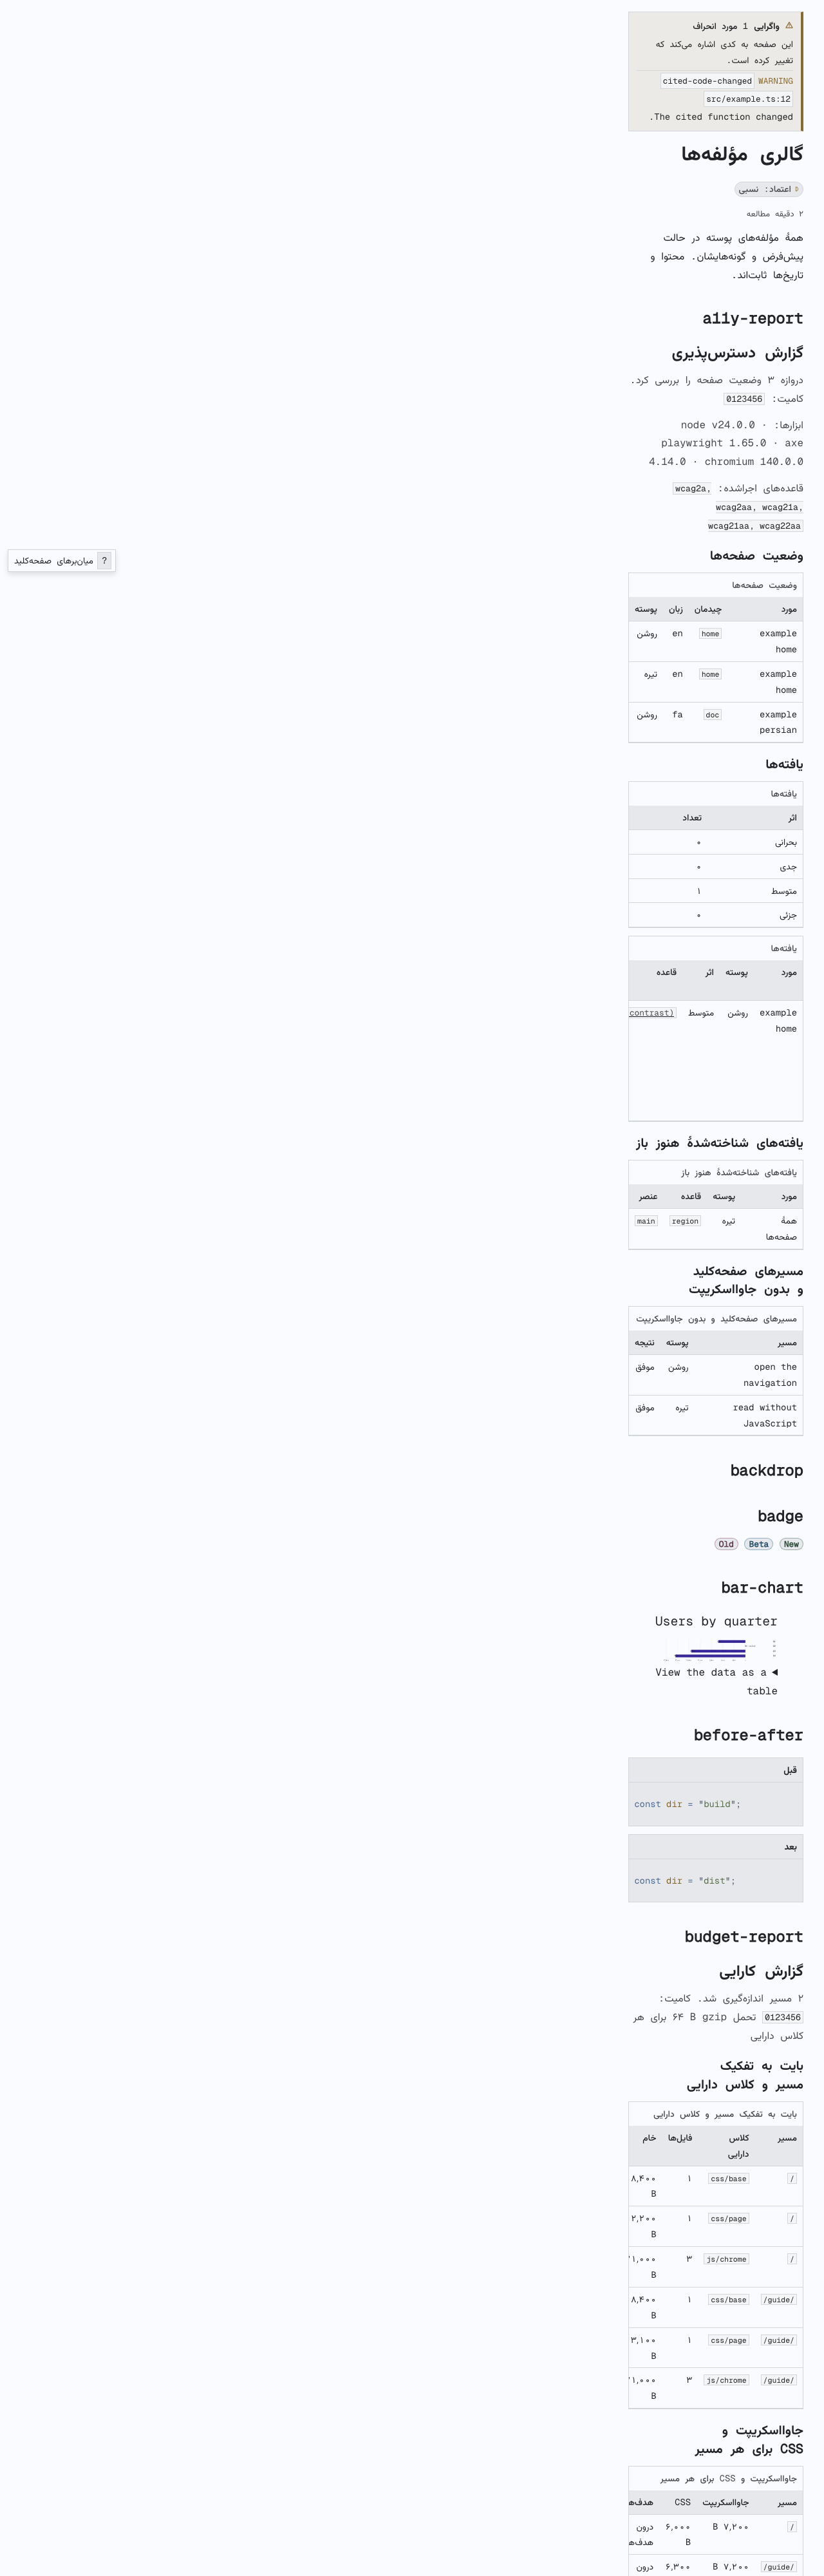 ⚠ واگرایی 1 مورد انحراف
این صفحه به کدی اشاره می‌کند که
تغییر کرده است.
WARNING cited-code-changed
src/example.ts:12
The cited function changed.
گالری مؤلفه‌ها
اعتماد: نسبی
۲ دقیقه مطالعه
همهٔ مؤلفه‌های پوسته در حالت
پیش‌فرض و گونه‌هایشان. محتوا و
تاریخ‌ها ثابت‌اند.
a11y-report
گزارش دسترس‌پذیری
دروازه ۳ وضعیت صفحه را بررسی کرد.
کامیت: 0123456
ابزارها: node v24.0.0 ·
playwright 1.65.0 · axe
4.14.0 · chromium 140.0.0
قاعده‌های اجراشده: wcag2a,
wcag2aa, wcag21a,
wcag21aa, wcag22aa
? میان‌برهای صفحه‌کلید
وضعیت صفحه‌ها
وضعیت صفحه‌ها
مورد چیدمان زبان پوسته
example home home en روشن
example home home en تیره
example persian doc fa روشن
یافته‌ها
یافته‌ها
اثر تعداد
بحرانی ۰
جدی ۰
متوسط ۱
جزئی ۰
یافته‌ها
مورد پوسته اثر قاعده
example home روشن متوسط contrast)
یافته‌های شناخته‌شدهٔ هنوز باز
یافته‌های شناخته‌شدهٔ هنوز باز
مورد پوسته قاعده عنصر
همهٔ صفحه‌ها تیره region main
مسیرهای صفحه‌کلید
و بدون جاوااسکریپت
مسیرهای صفحه‌کلید و بدون جاوااسکریپت
مسیر پوسته نتیجه
open the navigation روشن موفق
read without JavaScript تیره موفق
backdrop
badge
New Beta Old
bar-chart
Users by quarter
View the data as a
table
before-after
قبل
const dir = "build";
بعد
const dir = "dist";
budget-report
گزارش کارایی
۲ مسیر اندازه‌گیری شد. کامیت:
0123456 تحمل ۶۴ B gzip برای هر
کلاس دارایی
بایت به تفکیک
مسیر و کلاس دارایی
بایت به تفکیک مسیر و کلاس دارایی
مسیر کلاس دارایی فایل‌ها خام
/ css/base ۱ ۸,۴۰۰ B
/ css/page ۱ ۲,۲۰۰ B
/ js/chrome ۳ ۱,۰۰۰ B
/guide/ css/base ۱ ۸,۴۰۰ B
/guide/ css/page ۱ ۳,۱۰۰ B
/guide/ js/chrome ۳ ۱,۰۰۰ B
جاوااسکریپت و
CSS برای هر مسیر
جاوااسکریپت و CSS برای هر مسیر
مسیر جاوااسکریپت CSS هدف‌ها
/ ۷,۲۰۰ B ۶,۰۰۰ B درون هدف‌ها
/guide/ ۷,۲۰۰ B ۶,۳۰۰ درون